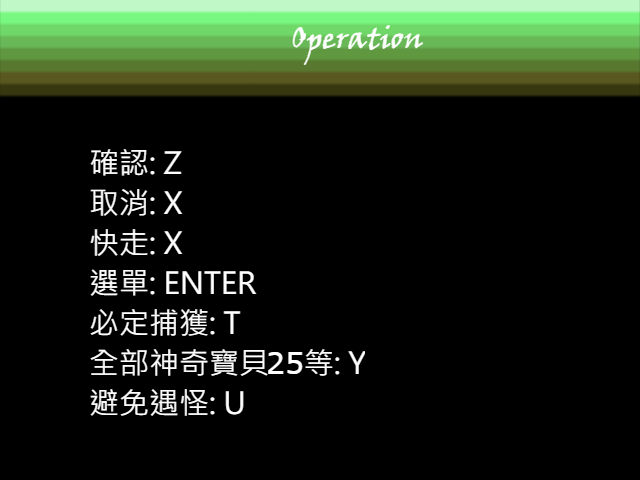 Operation
確認: Z
取消: X
快走: X
選單: ENTER
必定捕獲: T
全部神奇寶貝25等: Y
避免遇怪: U